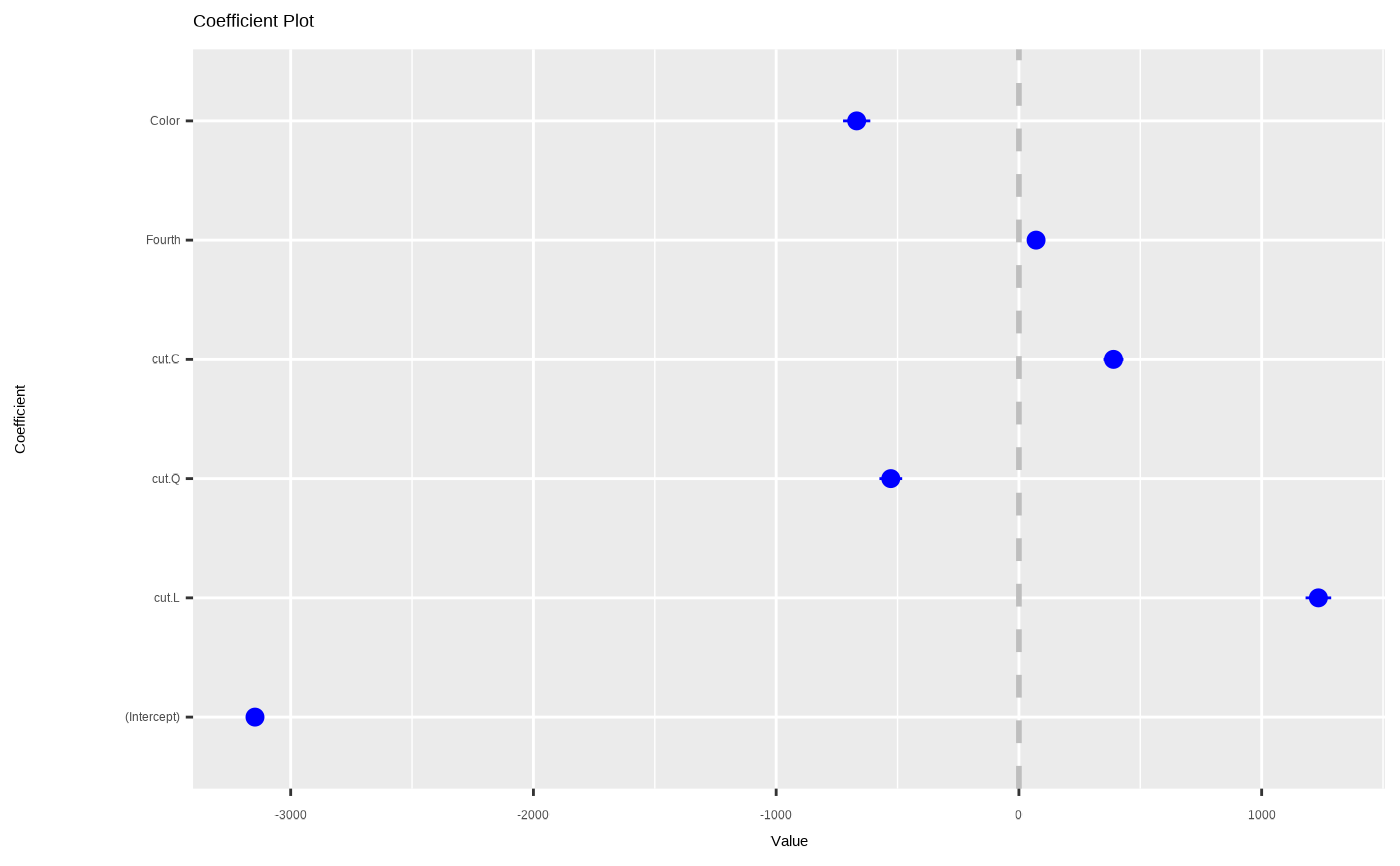 Coefficient Plot
Color
Fourth
cut.C
cut.Q
cut.L
(Intercept)
Coefficient
-3000 -2000 -1000 0 1000
Value